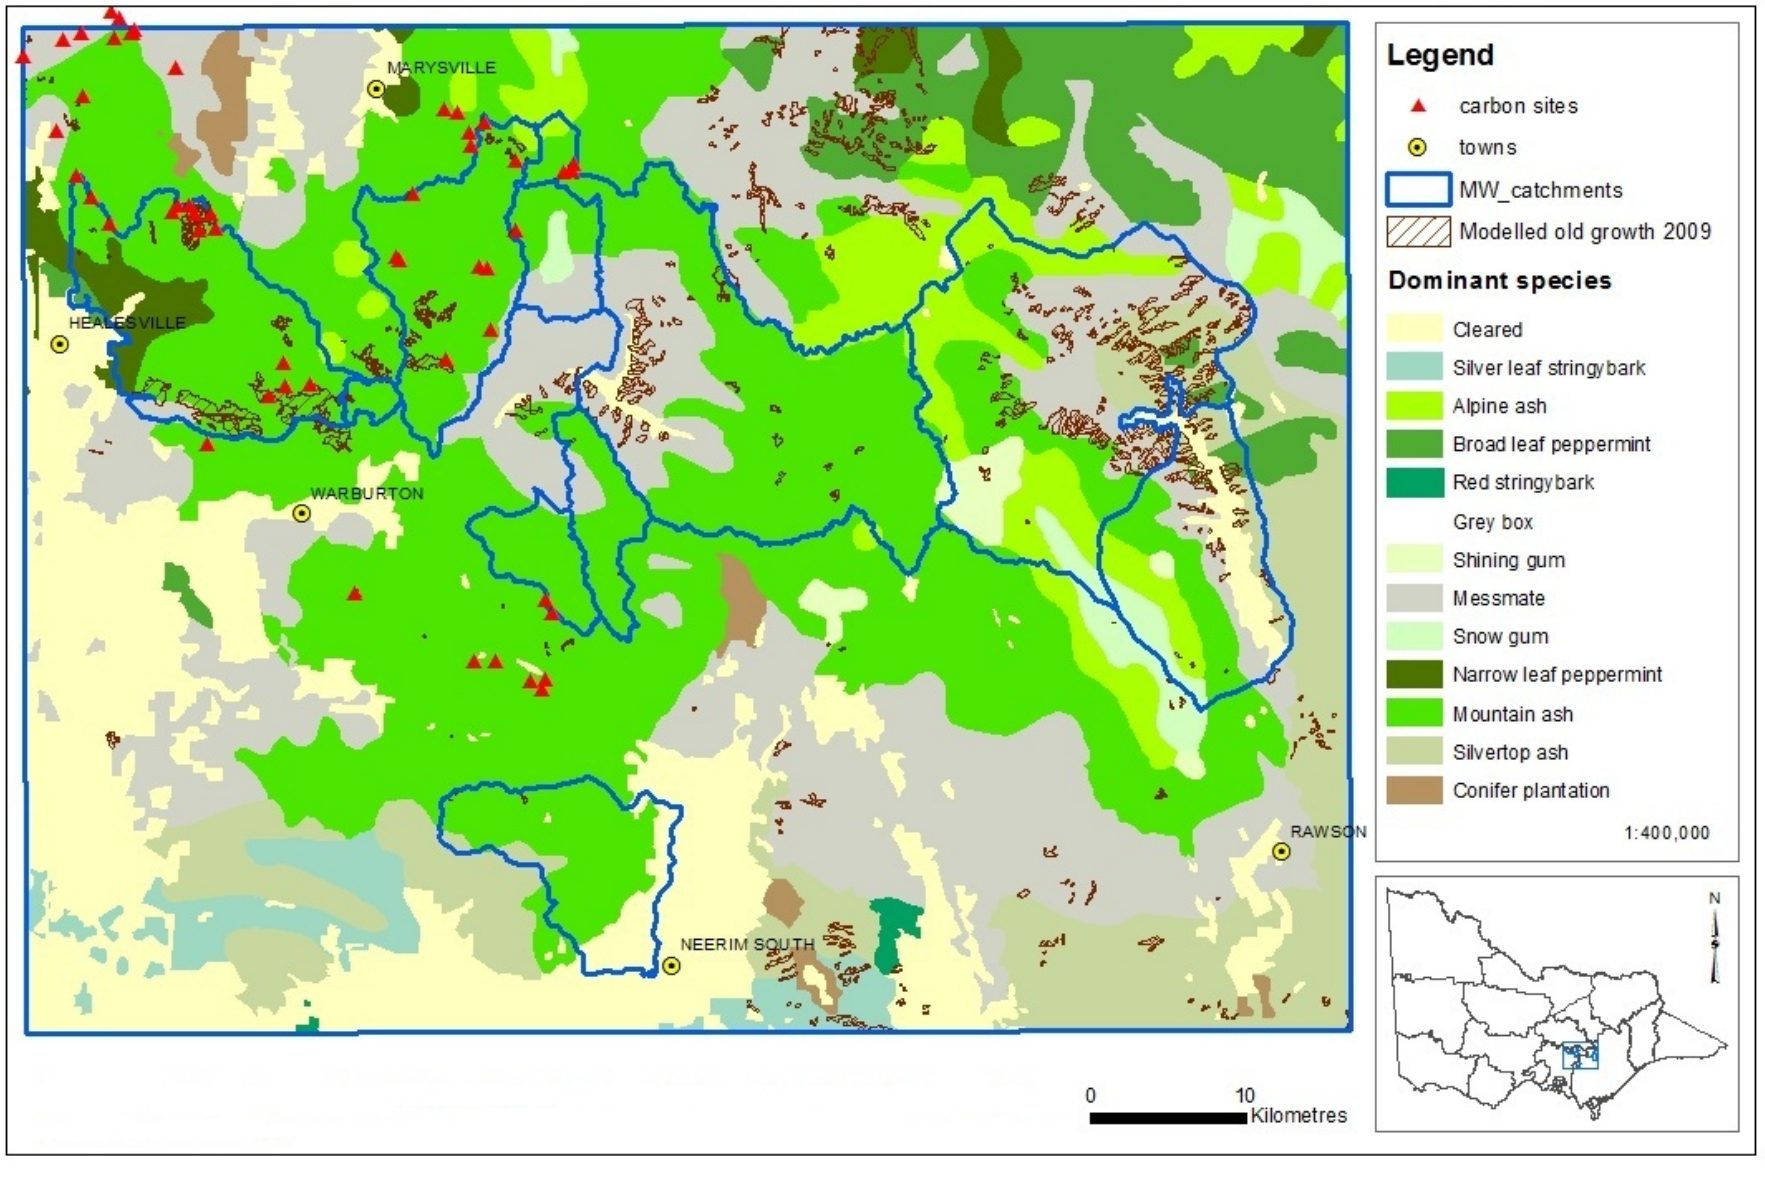 MARYSVILLE
HEALESVILLE
WARBURTON
RAWSON
NEERIM SOUTH
0 10
Kilometres
Legend
carbon sites
towns
MW_catchments
Modelled old growth 2009
Dominant species
Cleared
Silver leaf stringybark
Alpine ash
Broad leaf peppermint
Red stringybark
Grey box
Shining gum
Messmate
Snow gum
Narrow leaf peppermint
Mountain ash
Silvertop ash
Conifer plantation
1:400,000
N